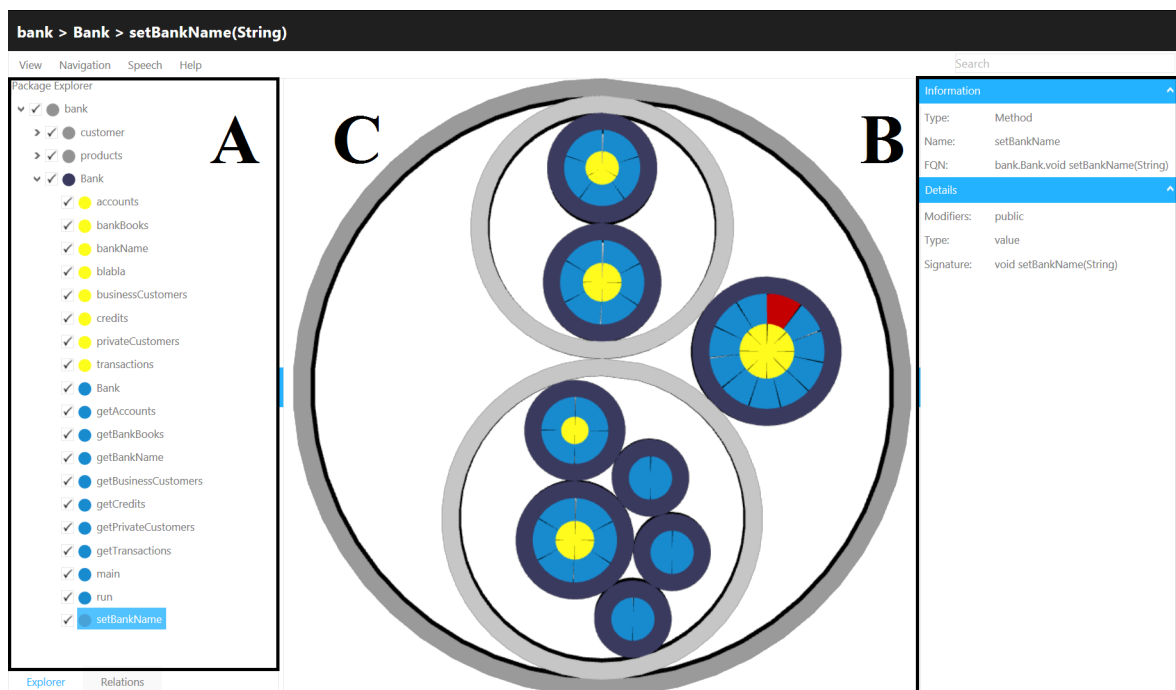 bank > Bank > setBankName(String)
View Navigation Speech Help
Search
Package Explorer
bank
customer
products
Bank
accounts
bankBooks
bankName
blabla
businessCustomers
credits
privateCustomers
transactions
Bank
getAccounts
getBankBooks
getBankName
getBusinessCustomers
getCredits
getPrivateCustomers
getTransactions
main
run
setBankName
Explorer Relations
A
C
B
Information
Type: Method
Name: setBankName
FQN: bank.Bank.void setBankName(String)
Details
Modifiers: public
Type: value
Signature: void setBankName(String)